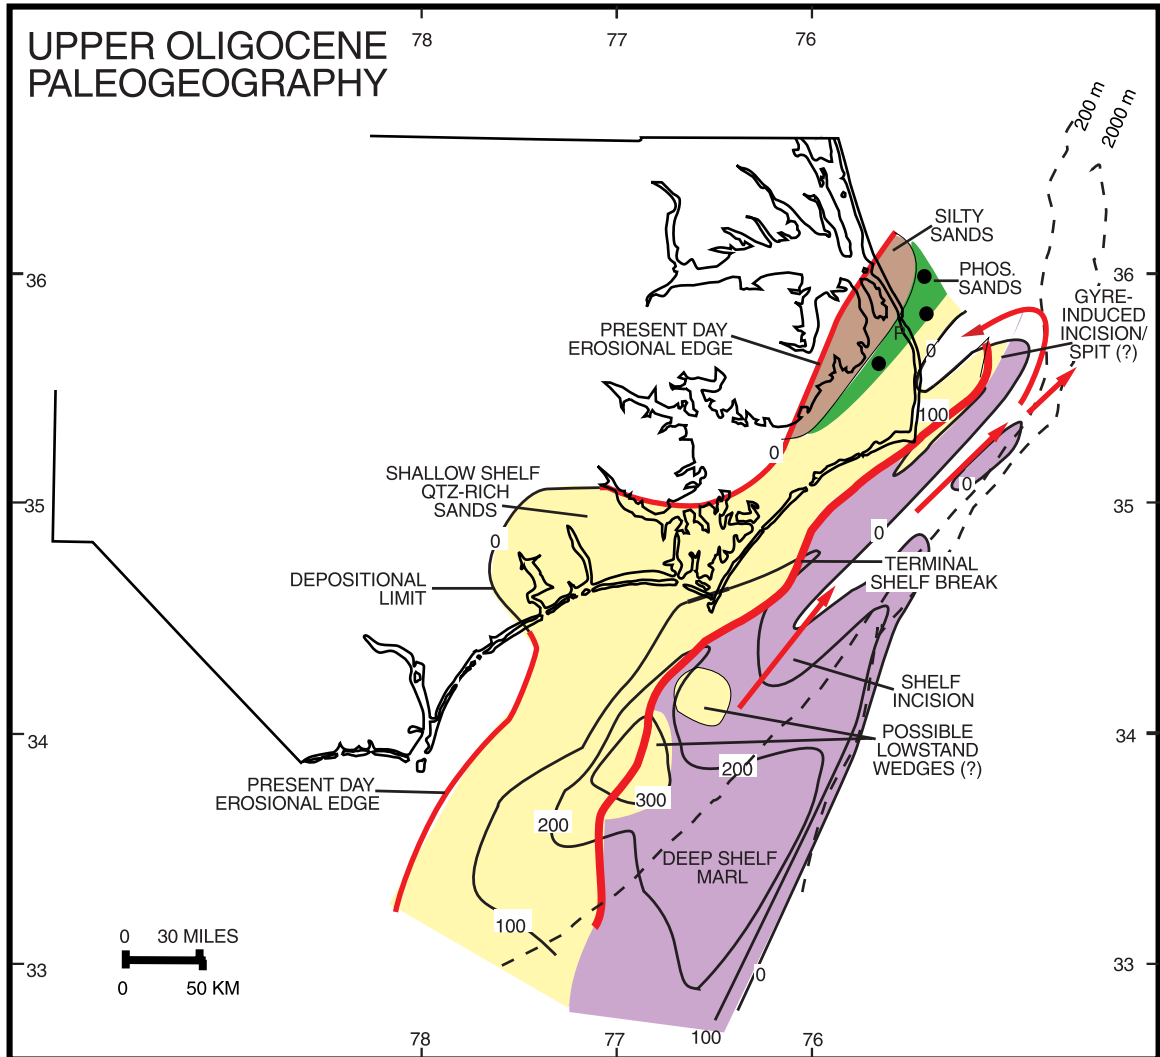 UPPER OLIGOCENE
PALEOGEOGRAPHY
78
77
76
200 m
2000 m
SILTY
SANDS
36
PHOS.
SANDS
36
GYRE-
INDUCED
INCISION/
SPIT (?)
PRESENT DAY
EROSIONAL EDGE
P
0
100
0
SHALLOW SHELF
QTZ-RICH
SANDS
0
35
35
0
0
TERMINAL
SHELF BREAK
DEPOSITIONAL
LIMIT
SHELF
INCISION
34
34
POSSIBLE
LOWSTAND
WEDGES (?)
200
PRESENT DAY
EROSIONAL EDGE
300
200
DEEP SHELF
MARL
100
0 30 MILES
0 50 KM
33
33
0
78
77
100
76